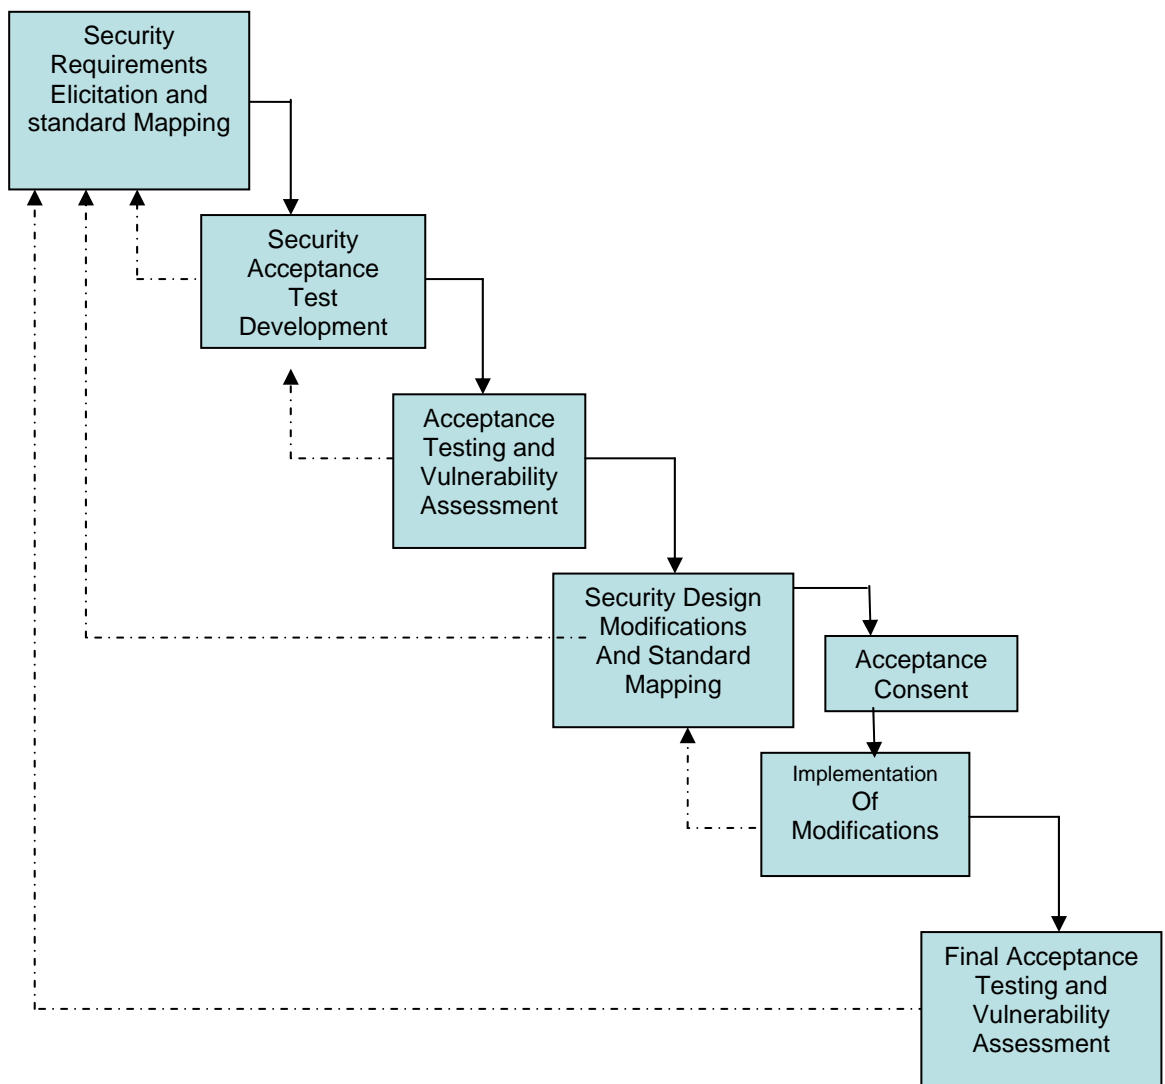 Security
Requirements
Elicitation and
standard Mapping
Security
Acceptance
Test
Development
Acceptance
Testing and
Vulnerability
Assessment
Security Design
Modifications
And Standard
Mapping
Acceptance
Consent
Implementation
Of
Modifications
Final Acceptance
Testing and
Vulnerability
Assessment